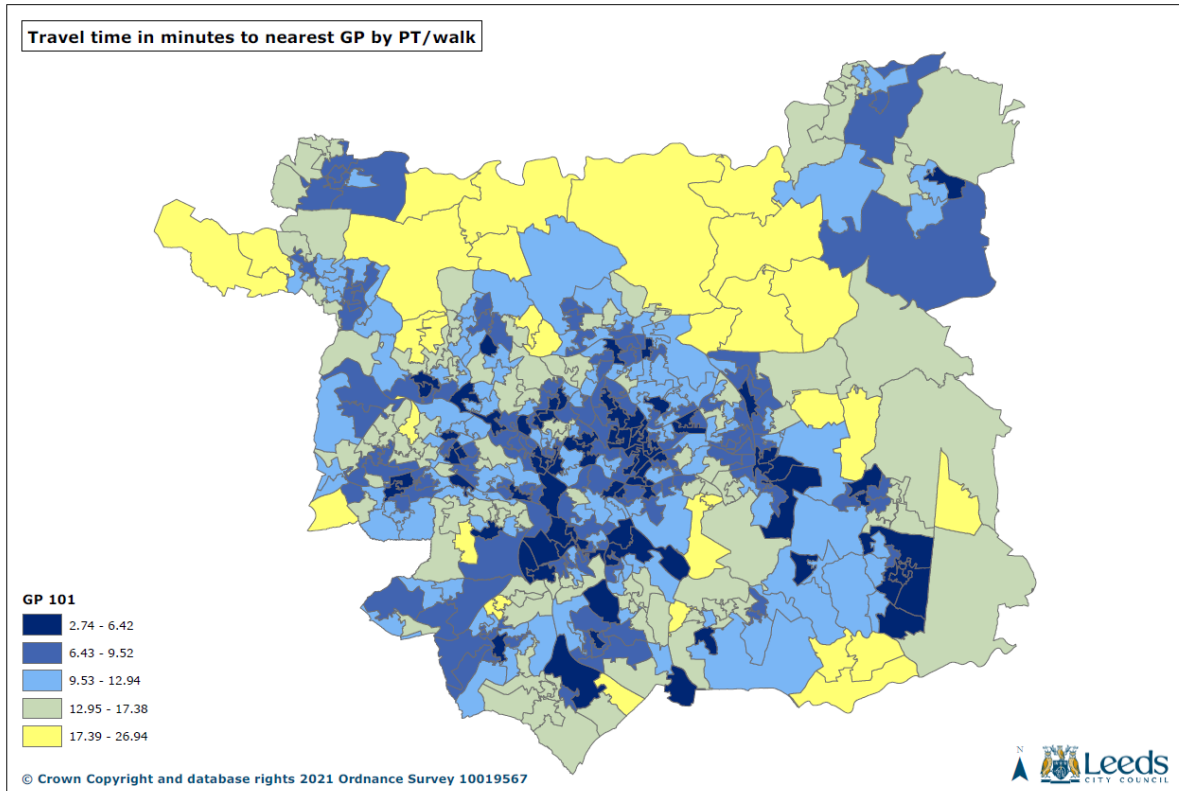 Travel time in minutes to nearest GP by PT/walk
GP 101
2.74 - 6.42
6.43 - 9.52
9.53 - 12.94
12.95 - 17.38
17.39 - 26.94
© Crown Copyright and database rights 2021 Ordnance Survey 10019567
N
Leeds
CITY COUNCIL